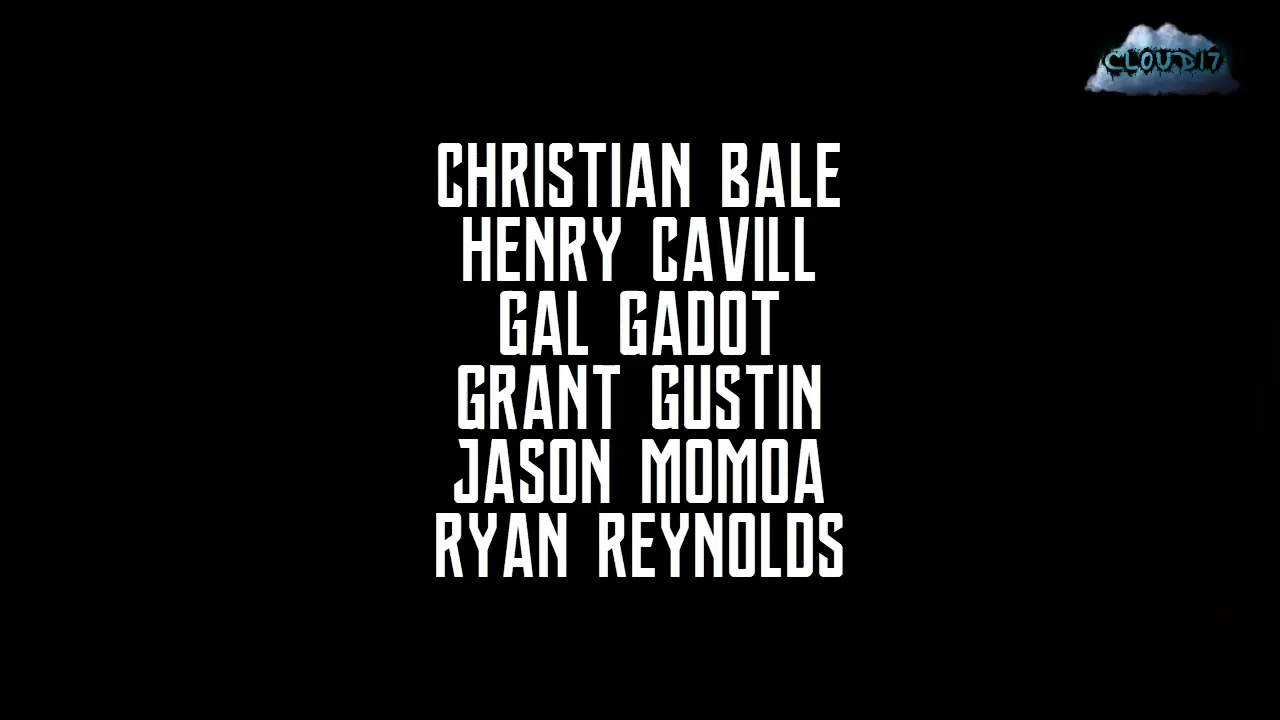 CLOUD17
CHRISTIAN BALE
HENRY CAVILL
GAL GADOT
GRANT GUSTIN
JASON MOMOA
RYAN REYNOLDS